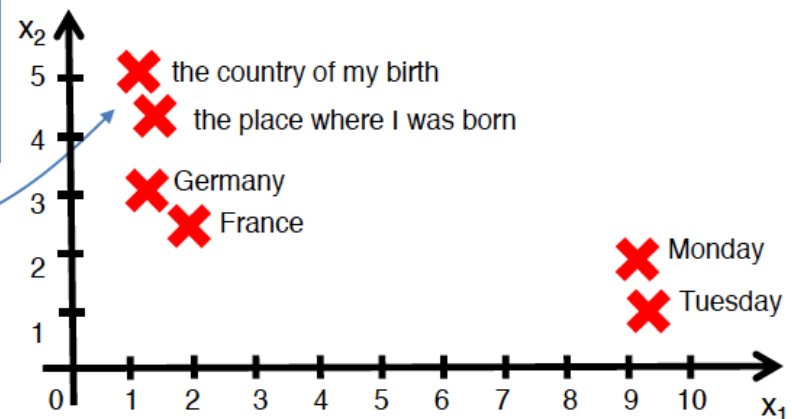 x2
5
the country of my birth
the place where I was born
4
Germany
3
France
Monday
2
Tuesday
1
0 1 2 3 4 5 6 7 8 9 10 x1